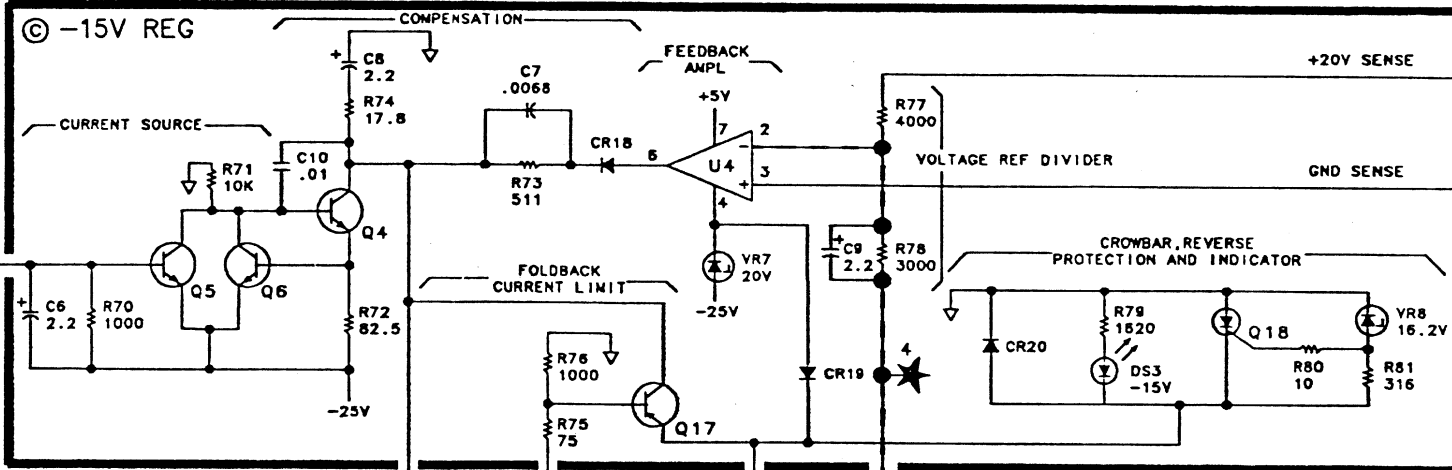 © -15V REG
COMPENSATION
C8
2.2
R74
17.8
C7
.0068
FEEDBACK
AMPL
+5V
+20V SENSE
R77
4000
CURRENT SOURCE
C10
.01
R71
10K
CR18
6
7
2
U4
3
4
VOLTAGE REF DIVIDER
GND SENSE
R73
511
Q4
Q5
Q6
C6
2.2
R70
1000
R72
82.5
-25V
FOLDBACK
CURRENT LIMIT
VR7
20V
-25V
C9
2.2
R78
3000
CROWBAR, REVERSE
PROTECTION AND INDICATOR
R76
1000
R75
75
Q17
CR19
4
CR20
R79
1620
DS3
-15V
Q18
R80
10
VR8
16.2V
R81
316